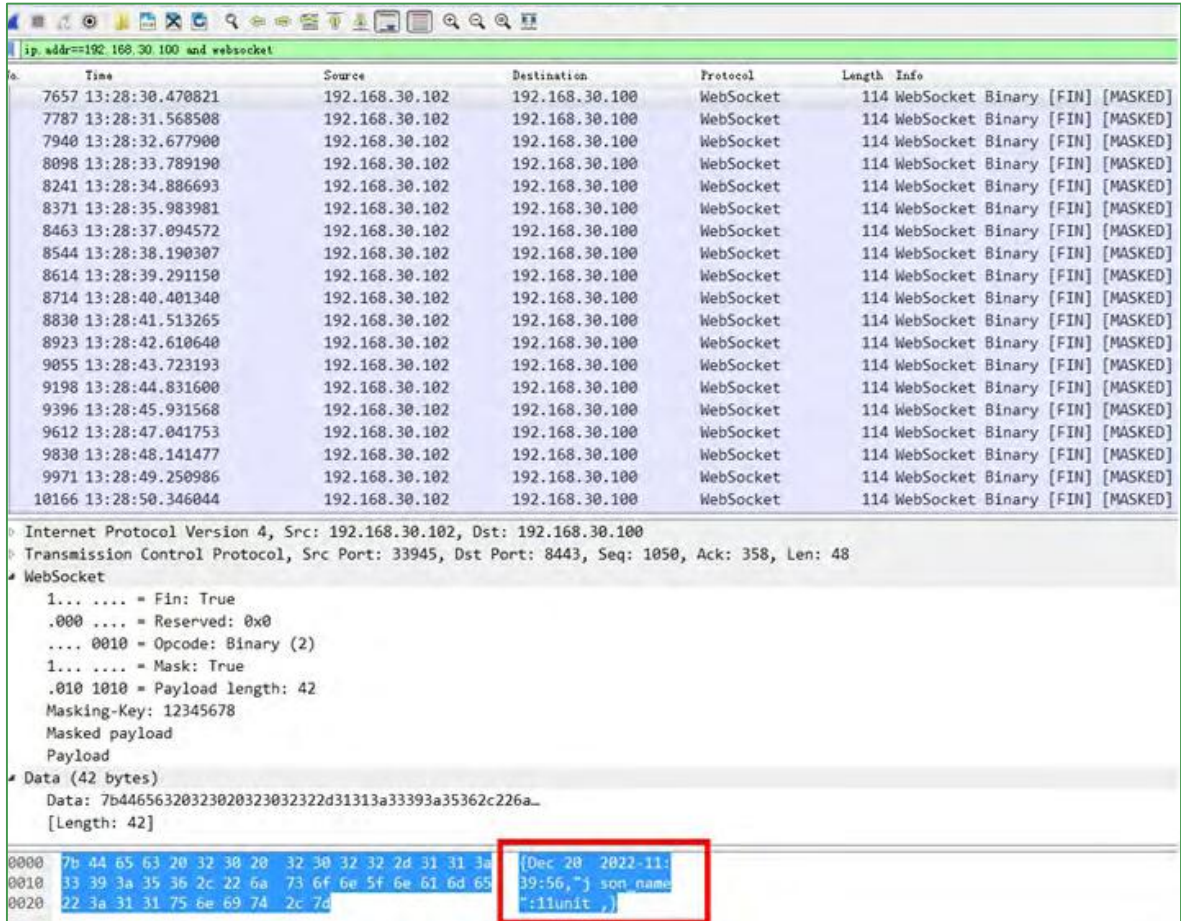 ip.addr==192.168.30.100 and websocket
o. Time Source Destination Protocol Length Info
7657 13:28:30.470821 192.168.30.102 192.168.30.100 WebSocket 114 WebSocket Binary [FIN] [MASKED]
7787 13:28:31.568508 192.168.30.102 192.168.30.100 WebSocket 114 WebSocket Binary [FIN] [MASKED]
7940 13:28:32.677900 192.168.30.102 192.168.30.100 WebSocket 114 WebSocket Binary [FIN] [MASKED]
8098 13:28:33.789190 192.168.30.102 192.168.30.100 WebSocket 114 WebSocket Binary [FIN] [MASKED]
8241 13:28:34.886693 192.168.30.102 192.168.30.100 WebSocket 114 WebSocket Binary [FIN] [MASKED]
8371 13:28:35.983981 192.168.30.102 192.168.30.100 WebSocket 114 WebSocket Binary [FIN] [MASKED]
8463 13:28:37.094572 192.168.30.102 192.168.30.100 WebSocket 114 WebSocket Binary [FIN] [MASKED]
8544 13:28:38.190307 192.168.30.102 192.168.30.100 WebSocket 114 WebSocket Binary [FIN] [MASKED]
8614 13:28:39.291150 192.168.30.102 192.168.30.100 WebSocket 114 WebSocket Binary [FIN] [MASKED]
8714 13:28:40.401340 192.168.30.102 192.168.30.100 WebSocket 114 WebSocket Binary [FIN] [MASKED]
8830 13:28:41.513265 192.168.30.102 192.168.30.100 WebSocket 114 WebSocket Binary [FIN] [MASKED]
8923 13:28:42.610640 192.168.30.102 192.168.30.100 WebSocket 114 WebSocket Binary [FIN] [MASKED]
9055 13:28:43.723193 192.168.30.102 192.168.30.100 WebSocket 114 WebSocket Binary [FIN] [MASKED]
9198 13:28:44.831600 192.168.30.102 192.168.30.100 WebSocket 114 WebSocket Binary [FIN] [MASKED]
9396 13:28:45.931568 192.168.30.102 192.168.30.100 WebSocket 114 WebSocket Binary [FIN] [MASKED]
9612 13:28:47.041753 192.168.30.102 192.168.30.100 WebSocket 114 WebSocket Binary [FIN] [MASKED]
9830 13:28:48.141477 192.168.30.102 192.168.30.100 WebSocket 114 WebSocket Binary [FIN] [MASKED]
9971 13:28:49.250986 192.168.30.102 192.168.30.100 WebSocket 114 WebSocket Binary [FIN] [MASKED]
10166 13:28:50.346044 192.168.30.102 192.168.30.100 WebSocket 114 WebSocket Binary [FIN] [MASKED]
Internet Protocol Version 4, Src: 192.168.30.102, Dst: 192.168.30.100
Transmission Control Protocol, Src Port: 33945, Dst Port: 8443, Seq: 1050, Ack: 358, Len: 48
WebSocket
1... .... = Fin: True
.000 .... = Reserved: 0x0
.... 0010 = Opcode: Binary (2)
1... .... = Mask: True
.010 1010 = Payload length: 42
Masking-Key: 12345678
Masked payload
Payload
Data (42 bytes)
Data: 7b44656320323020323032322d31313a33393a35362c226a…
[Length: 42]
0000 7b 44 65 63 20 32 30 20 32 30 32 32 2d 31 31 3a {Dec 20 2022-11:
0010 33 39 3a 35 36 2c 22 6a 73 6f 6e 5f 6e 61 6d 65 39:56,"j son_name
0020 22 3a 31 31 75 6e 69 74 2c 7d ":11unit ,}